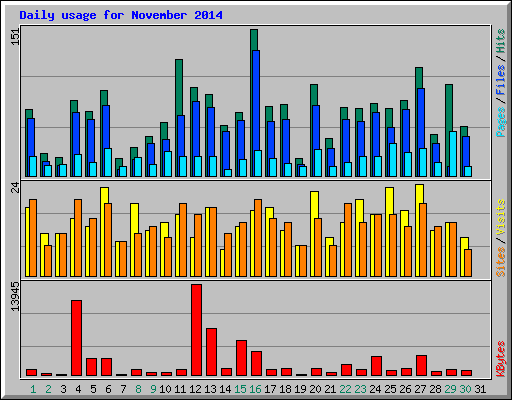 Daily usage for November 2014
151
Pages / Files / Hits
24
Sites / Visits
13945
KBytes
1 2 3 4 5 6 7 8 9 10 11 12 13 14 15 16 17 18 19 20 21 22 23 24 25 26 27 28 29 30 31